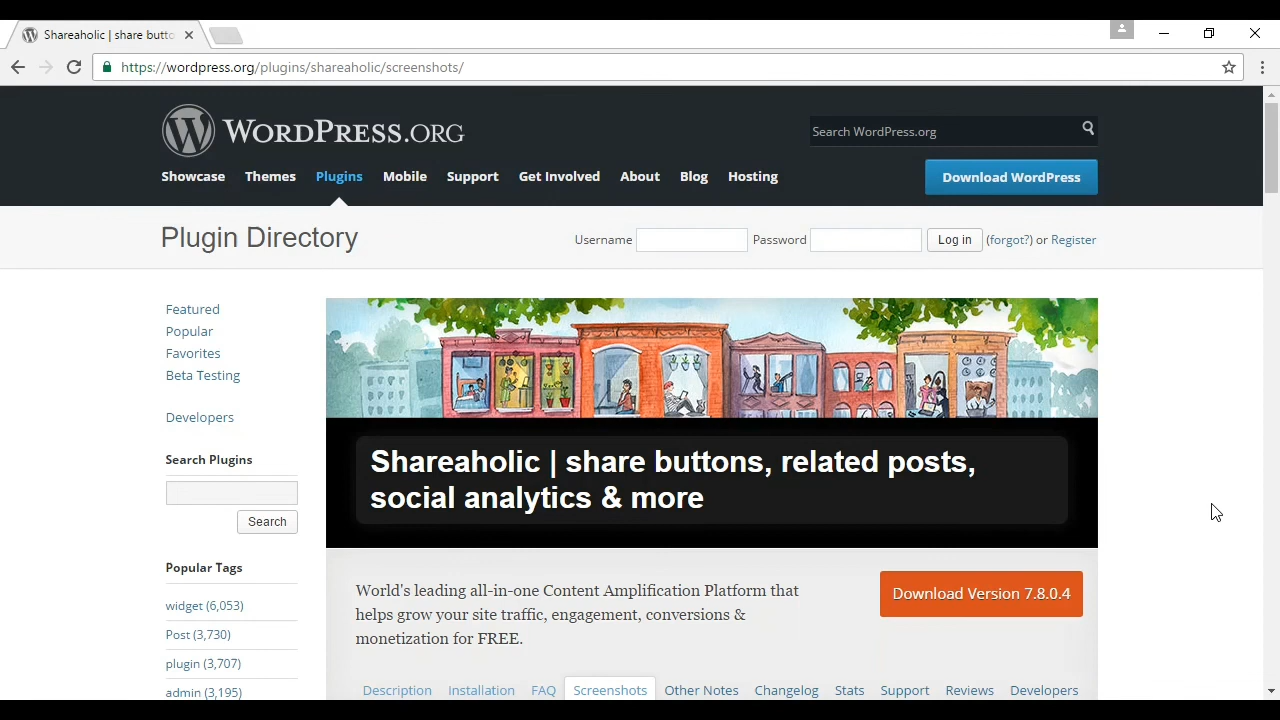 Shareaholic | share butto
https://wordpress.org/plugins/shareaholic/screenshots/
WORDPRESS.ORG
Search WordPress.org
Showcase Themes Plugins Mobile Support Get Involved About Blog Hosting
Download WordPress
Plugin Directory
Username Password Log in (forgot?) or Register
Featured
Popular
Favorites
Beta Testing
Developers
Search Plugins
Search
Popular Tags
widget (6,053)
Post (3,730)
plugin (3,707)
admin (3,195)
Shareaholic | share buttons, related posts,
social analytics & more
World's leading all-in-one Content Amplification Platform that
helps grow your site traffic, engagement, conversions &
monetization for FREE.
Download Version 7.8.0.4
Description Installation FAQ Screenshots Other Notes Changelog Stats Support Reviews Developers